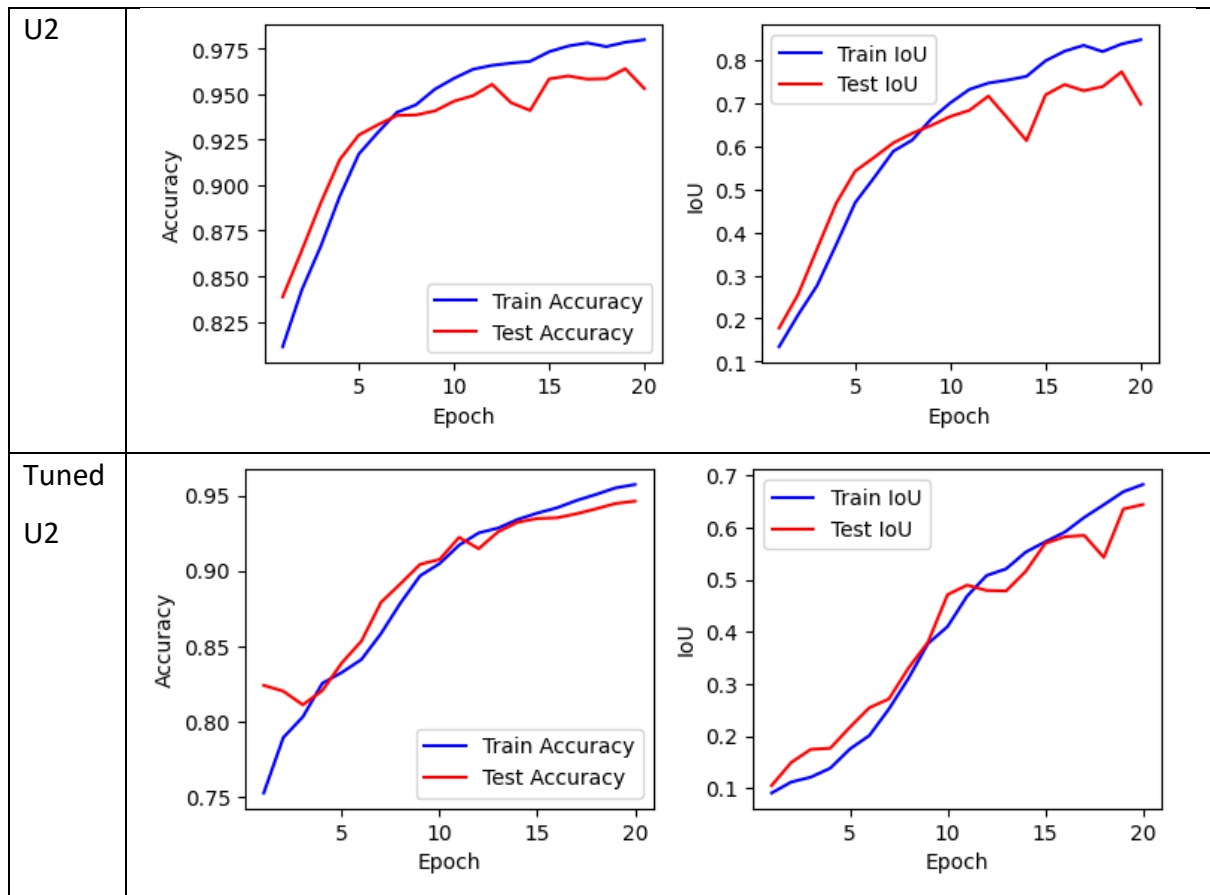 U2
0.975
0.950
0.925
0.900
0.875
0.850
0.825
Accuracy
Train Accuracy
Test Accuracy
5 10 15 20
Epoch
0.8
0.7
0.6
0.5
0.4
0.3
0.2
0.1
IoU
Train IoU
Test IoU
5 10 15 20
Epoch
Tuned
U2
0.95
0.90
0.85
0.80
0.75
Accuracy
Train Accuracy
Test Accuracy
5 10 15 20
Epoch
0.7
0.6
0.5
0.4
0.3
0.2
0.1
IoU
Train IoU
Test IoU
5 10 15 20
Epoch